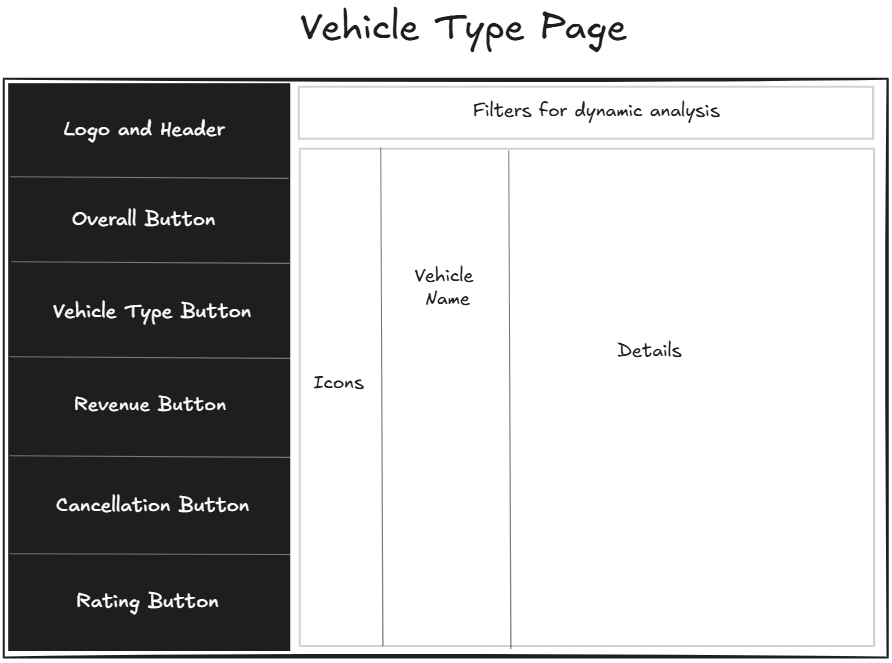 Vehicle Type Page
Logo and Header
Overall Button
Vehicle Type Button
Revenue Button
Cancellation Button
Rating Button
Filters for dynamic analysis
Icons
Vehicle
Name
Details